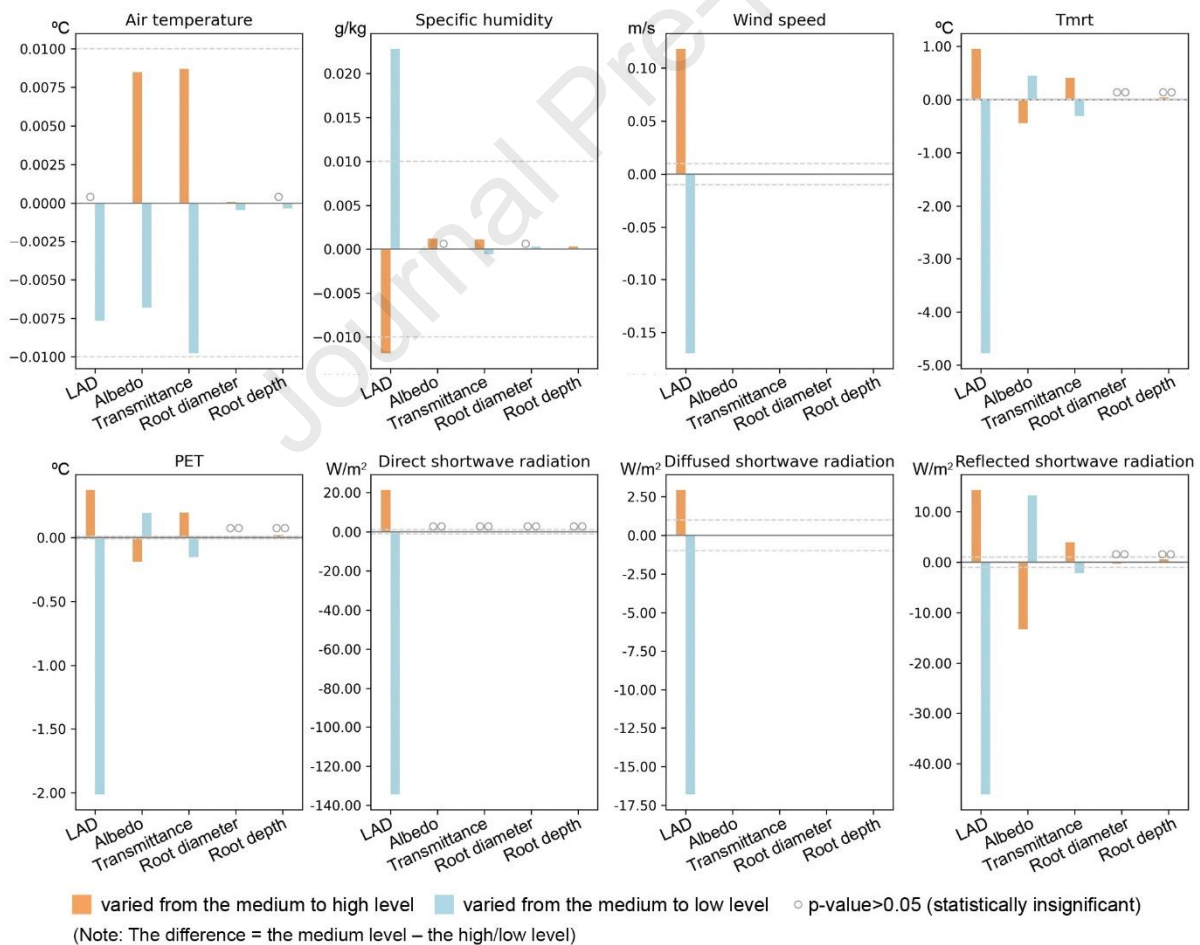 Journal Pre-
Air temperature
ºC
0.0100
0.0075
0.0050
0.0025
0.0000
−0.0025
−0.0050
−0.0075
−0.0100
LAD
Albedo
Transmittance
Root diameter
Root depth
Specific humidity
g/kg
0.020
0.015
0.010
0.005
0.000
−0.005
−0.010
LAD
Albedo
Transmittance
Root diameter
Root depth
Wind speed
m/s
0.10
0.05
0.00
-0.05
-0.10
-0.15
LAD
Albedo
Transmittance
Root diameter
Root depth
Tmrt
ºC
1.00
0.00
-1.00
-2.00
-3.00
-4.00
-5.00
LAD
Albedo
Transmittance
Root diameter
Root depth
PET
ºC
0.00
-0.50
-1.00
-1.50
-2.00
LAD
Albedo
Transmittance
Root diameter
Root depth
Direct shortwave radiation
W/m²
20.00
0.00
-20.00
-40.00
-60.00
-80.00
-100.00
-120.00
-140.00
LAD
Albedo
Transmittance
Root diameter
Root depth
Diffused shortwave radiation
W/m²
2.50
0.00
-2.50
-5.00
-7.50
-10.00
-12.50
-15.00
-17.50
LAD
Albedo
Transmittance
Root diameter
Root depth
Reflected shortwave radiation
W/m²
10.00
0.00
-10.00
-20.00
-30.00
-40.00
LAD
Albedo
Transmittance
Root diameter
Root depth
varied from the medium to high level
varied from the medium to low level
p-value>0.05 (statistically insignificant)
(Note: The difference = the medium level – the high/low level)